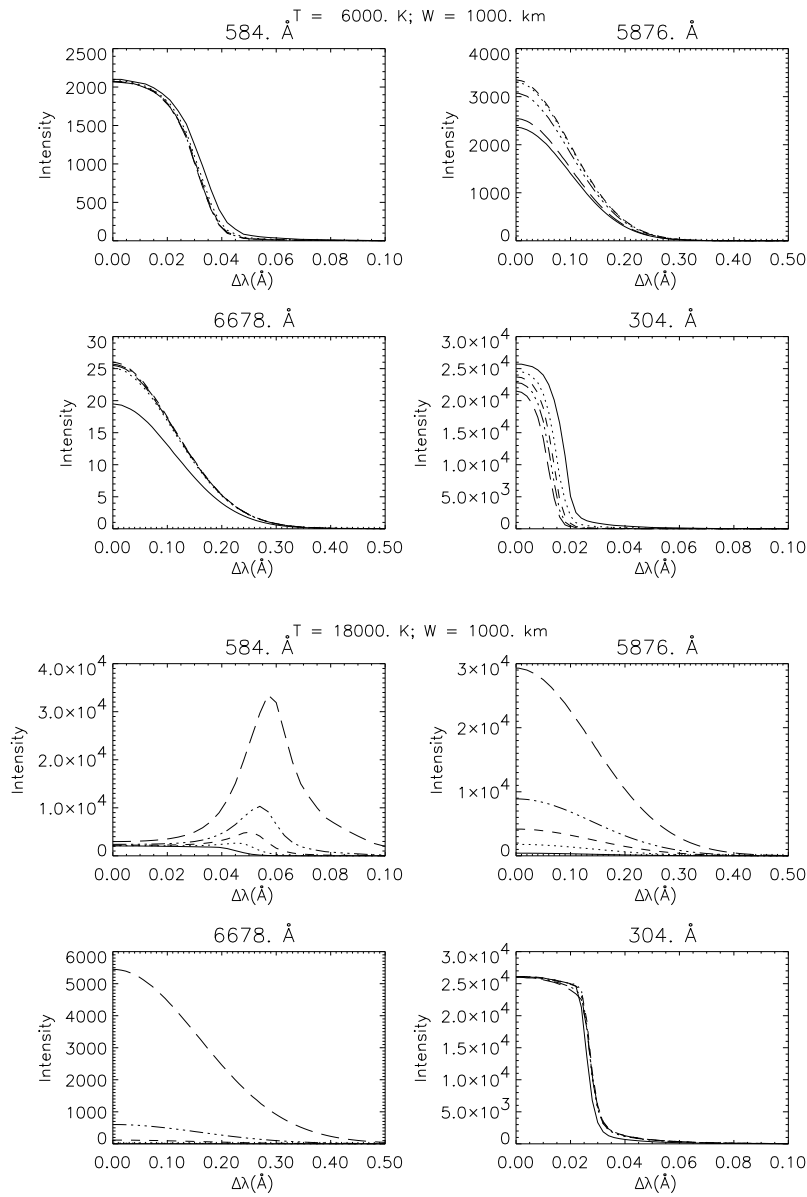 T = 6000. K; W = 1000. km
584. Å
5876. Å
Intensity
2500
2000
1500
1000
500
0
0.00 0.02 0.04 0.06 0.08 0.10
Δλ(Å)
Intensity
4000
3000
2000
1000
0
0.00 0.10 0.20 0.30 0.40 0.50
Δλ(Å)
6678. Å
304. Å
Intensity
30
25
20
15
10
5
0
0.00 0.10 0.20 0.30 0.40 0.50
Δλ(Å)
Intensity
3.0×10⁴
2.5×10⁴
2.0×10⁴
1.5×10⁴
1.0×10⁴
5.0×10³
0
0.00 0.02 0.04 0.06 0.08 0.10
Δλ(Å)
T = 18000. K; W = 1000. km
584. Å
5876. Å
Intensity
4.0×10⁴
3.0×10⁴
2.0×10⁴
1.0×10⁴
0
0.00 0.02 0.04 0.06 0.08 0.10
Δλ(Å)
Intensity
3×10⁴
2×10⁴
1×10⁴
0
0.00 0.10 0.20 0.30 0.40 0.50
Δλ(Å)
6678. Å
304. Å
Intensity
6000
5000
4000
3000
2000
1000
0
0.00 0.10 0.20 0.30 0.40 0.50
Δλ(Å)
Intensity
3.0×10⁴
2.5×10⁴
2.0×10⁴
1.5×10⁴
1.0×10⁴
5.0×10³
0
0.00 0.02 0.04 0.06 0.08 0.10
Δλ(Å)